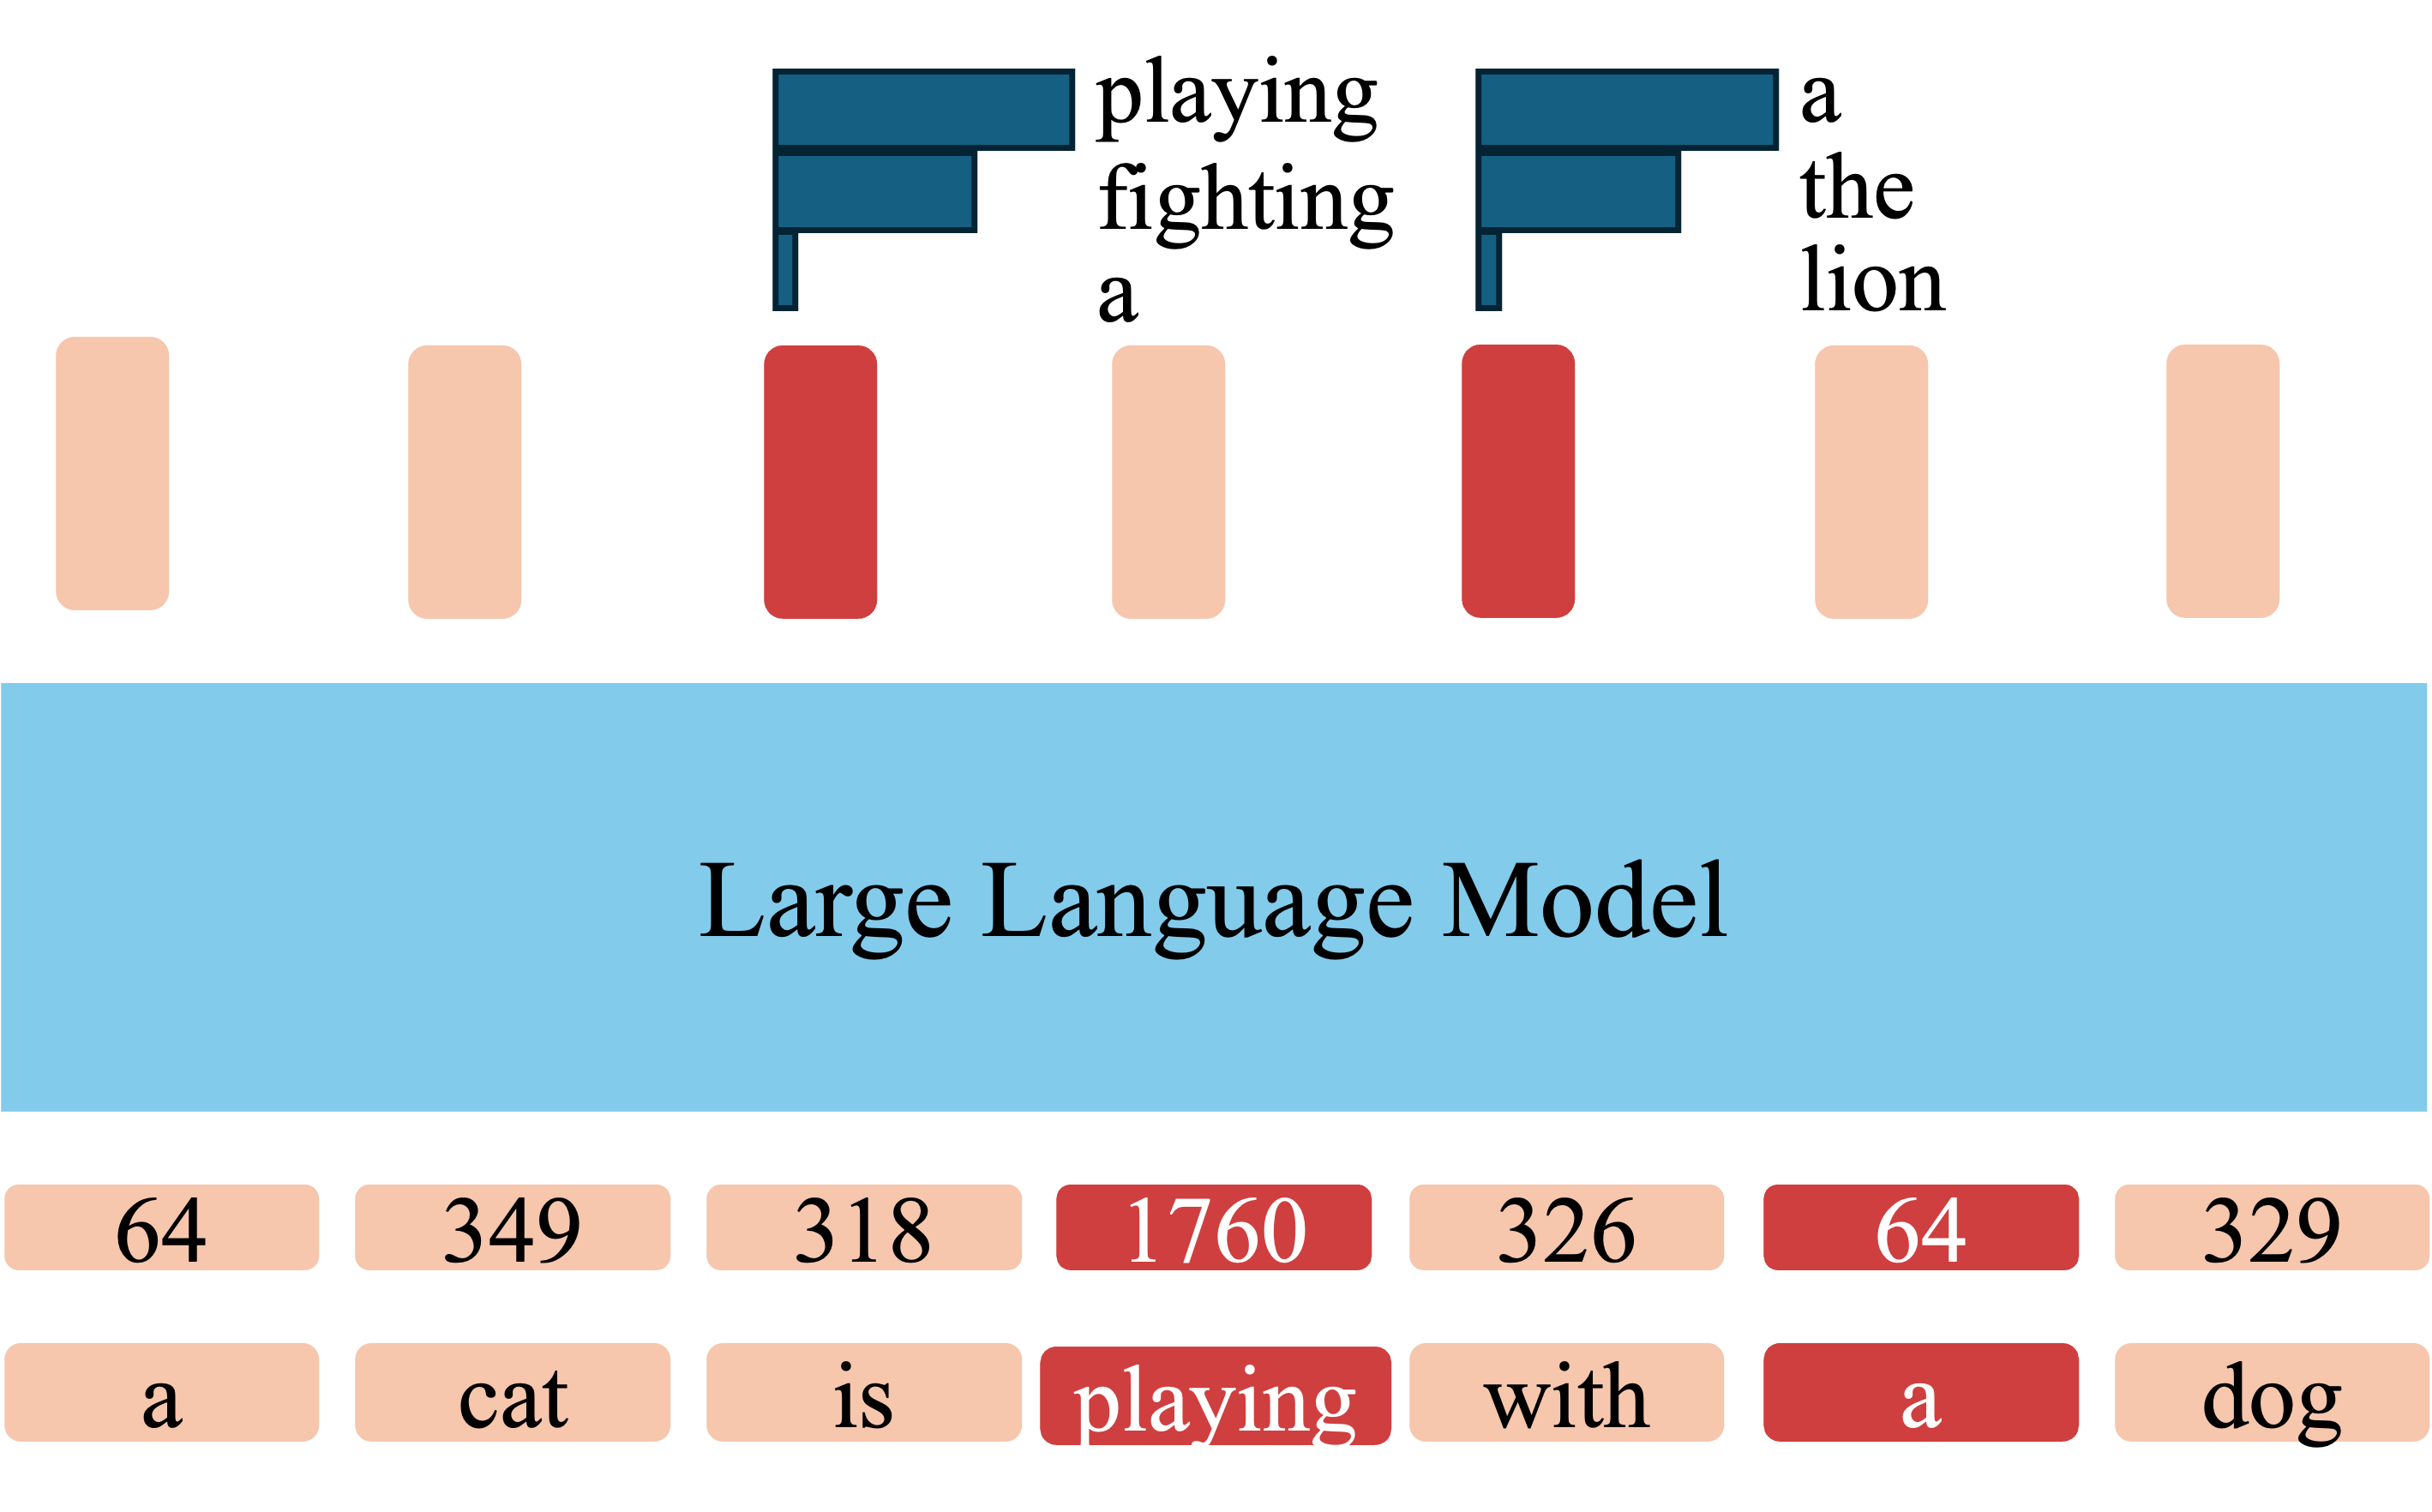 playing
fighting
a
a
the
lion
Large Language Model
64 349 318 1760 326 64 329
a cat is playing with a dog